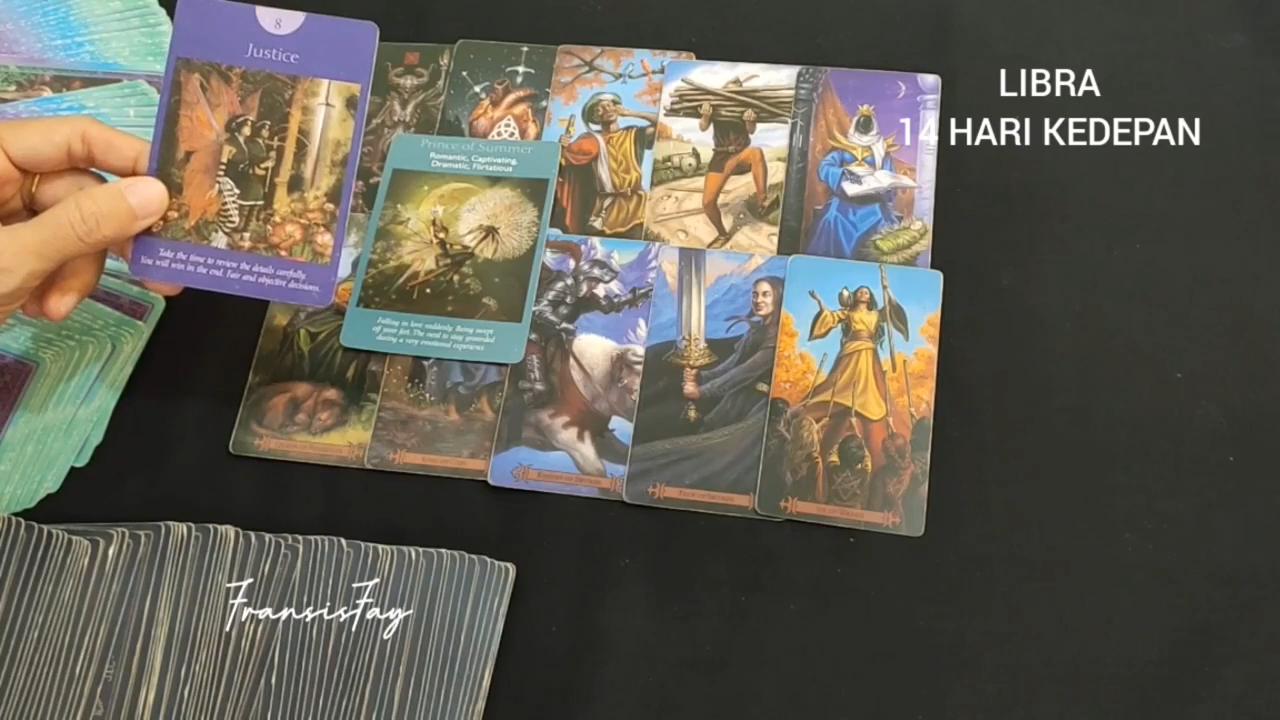 8
Justice
Take the time to review the details carefully.
You will win in the end. Fair and objective decisions.
Prince of Summer
Romantic, Captivating,
Dramatic, Flirtatious
Falling in love suddenly. Being swept
off your feet. The need to stay grounded
during a very emotional experience
LIBRA
14 HARI KEDEPAN
FransisFay